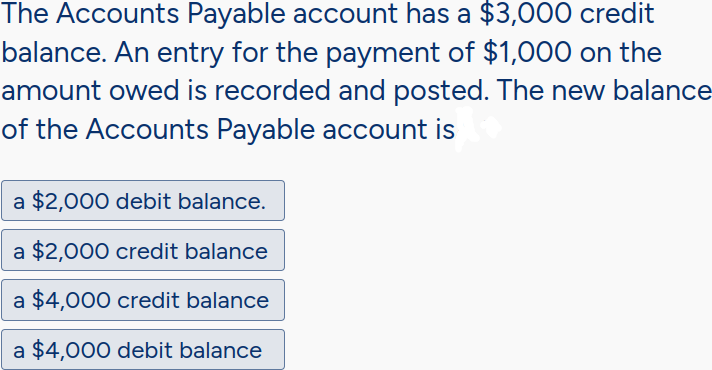 The Accounts Payable account has a $3,000 credit
balance. An entry for the payment of $1,000 on the
amount owed is recorded and posted. The new balance
of the Accounts Payable account is
a $2,000 debit balance.
a $2,000 credit balance
a $4,000 credit balance
a $4,000 debit balance